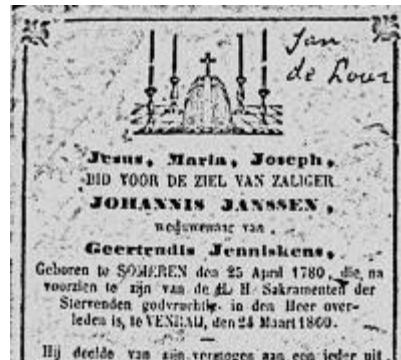 Jan
de Lour
Jesus, Maria, Joseph,
BID VOOR DE ZIEL VAN ZALIGER
JOHANNIS JANSSEN,
weduwenaar van
Geertrudis Jenniskens,
Geboren te SOMEREN den 25 April 1780, die, na
voorzien te zijn van de H. H. Sakramenten der
Stervenden godvruchtig in den Heer over-
leden is, te VENRAIJ, den 24 Maart 1860.
Hij deelde van zijn vermogen aan een ieder uit